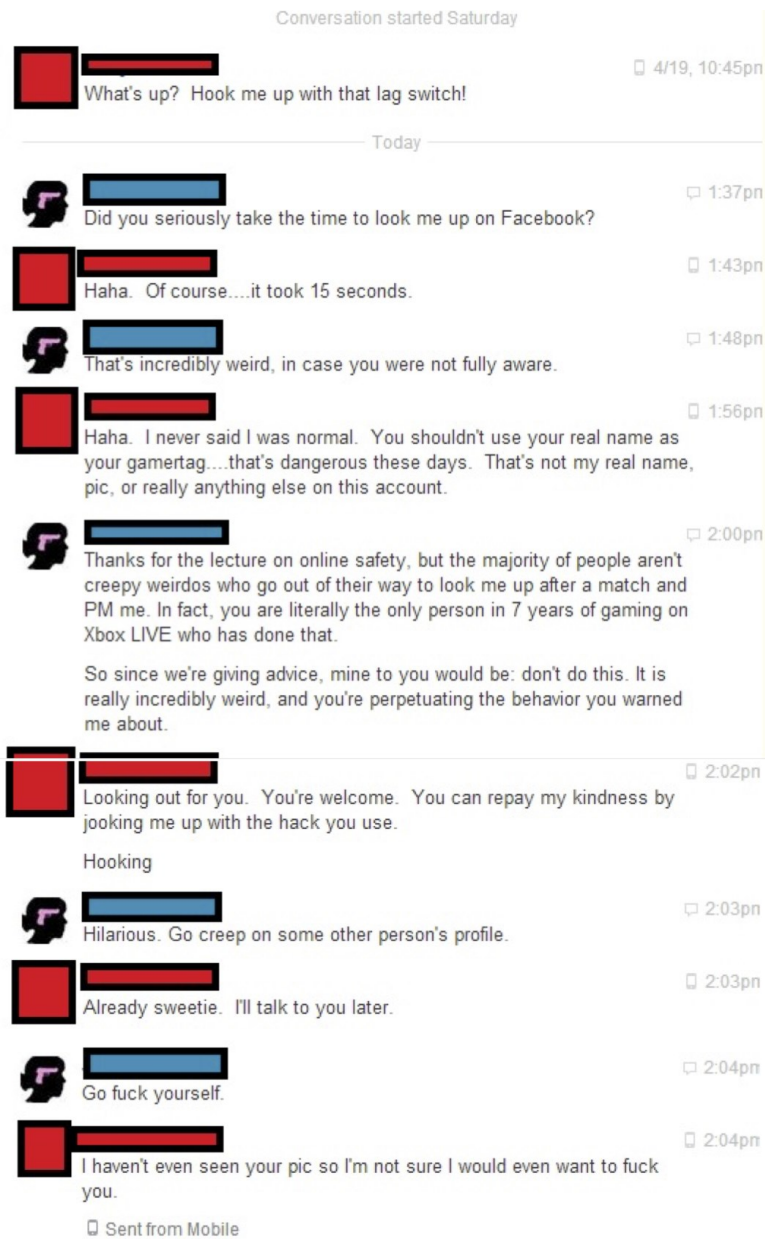 Conversation started Saturday
4/19, 10:45pm
What's up?  Hook me up with that lag switch!
Today
1:37pm
Did you seriously take the time to look me up on Facebook?
1:43pm
Haha.  Of course....it took 15 seconds.
1:48pm
That's incredibly weird, in case you were not fully aware.
1:56pm
Haha.  I never said I was normal.  You shouldn't use your real name as
your gamertag....that's dangerous these days.  That's not my real name,
pic, or really anything else on this account.
2:00pm
Thanks for the lecture on online safety, but the majority of people aren't
creepy weirdos who go out of their way to look me up after a match and
PM me. In fact, you are literally the only person in 7 years of gaming on
Xbox LIVE who has done that.
So since we're giving advice, mine to you would be: don't do this. It is
really incredibly weird, and you're perpetuating the behavior you warned
me about.
2:02pm
Looking out for you.  You're welcome.  You can repay my kindness by
jooking me up with the hack you use.
Hooking
2:03pm
Hilarious. Go creep on some other person's profile.
2:03pm
Already sweetie.  I'll talk to you later.
2:04pm
Go fuck yourself.
2:04pm
I haven't even seen your pic so I'm not sure I would even want to fuck
you.
Sent from Mobile